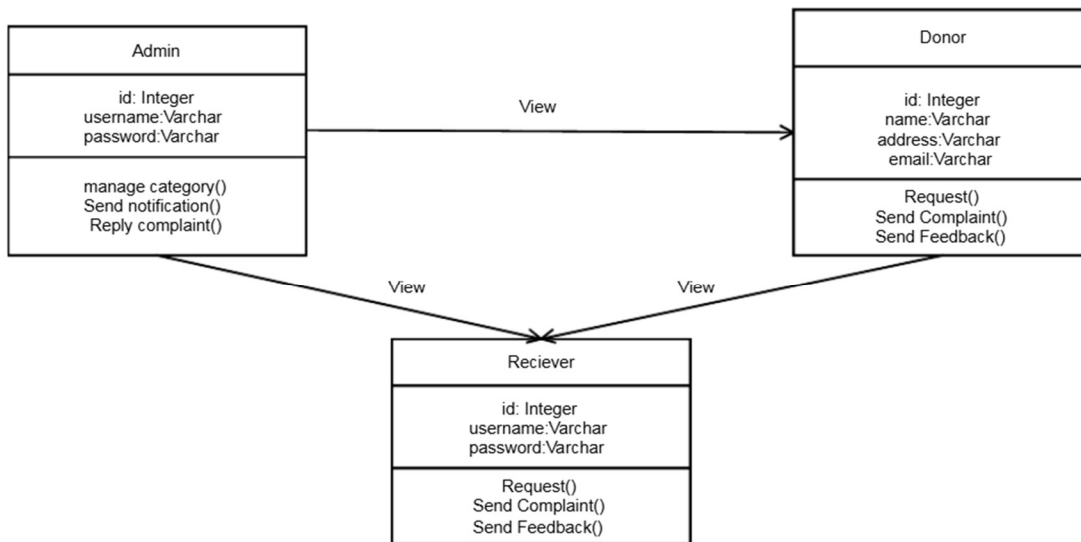 Admin
id: Integer
username:Varchar
password:Varchar
manage category()
Send notification()
Reply complaint()
View
Donor
id: Integer
name:Varchar
address:Varchar
email:Varchar
Request()
Send Complaint()
Send Feedback()
View
View
Reciever
id: Integer
username:Varchar
password:Varchar
Request()
Send Complaint()
Send Feedback()